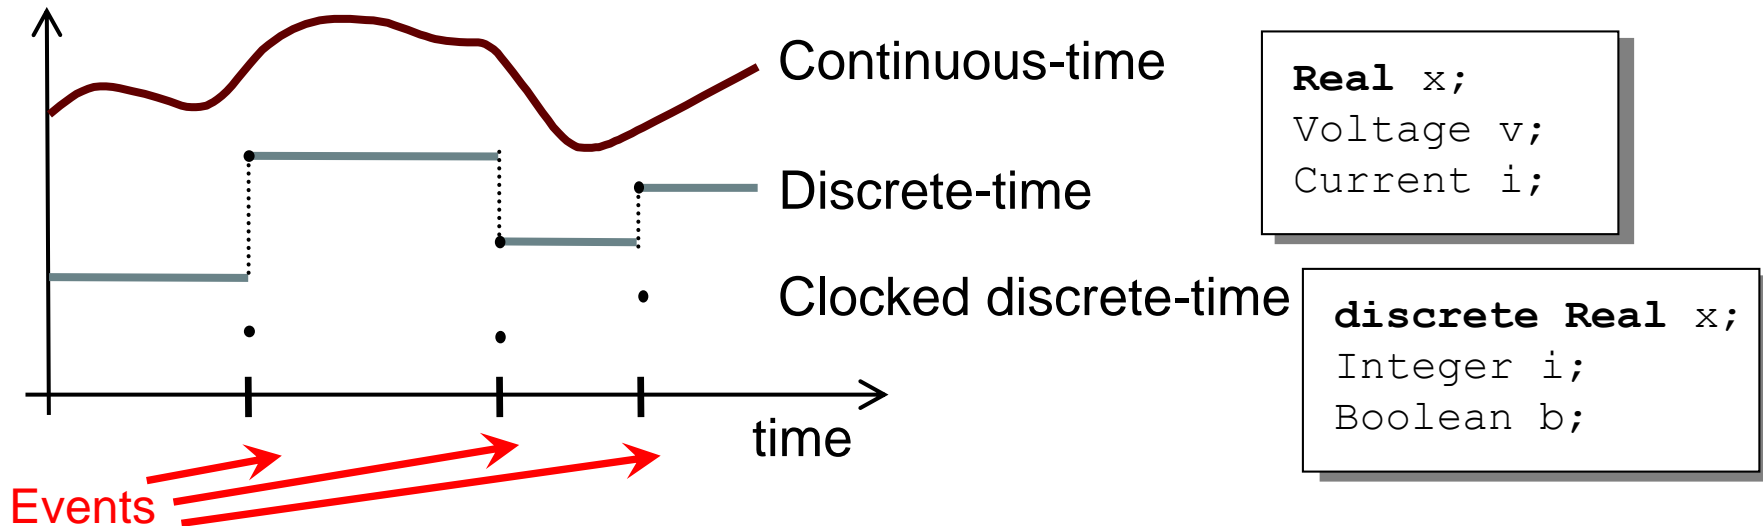 Continuous-time
Discrete-time
Clocked discrete-time
time
Events
Real x;
Voltage v;
Current i;
discrete Real x;
Integer i;
Boolean b;